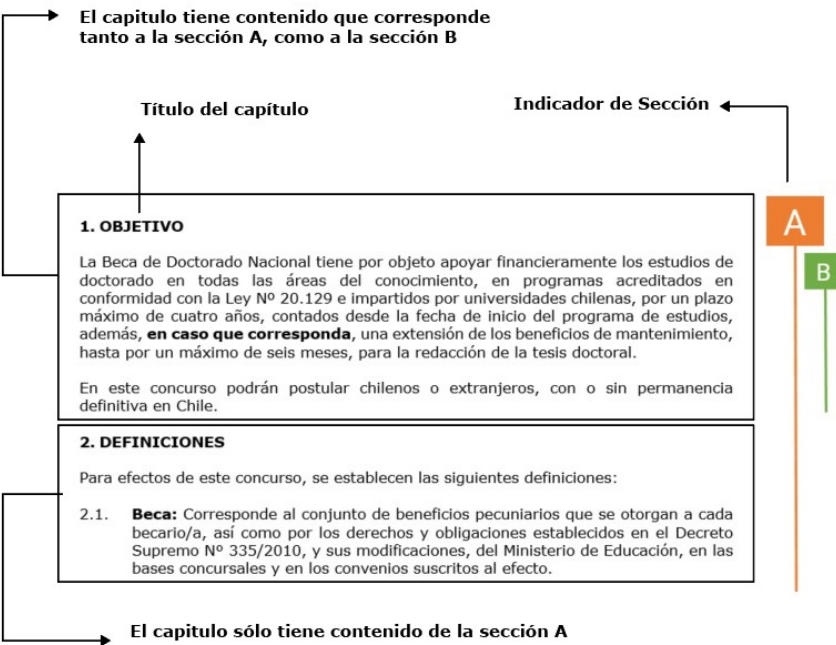 El capitulo tiene contenido que corresponde
tanto a la sección A, como a la sección B
Título del capítulo
Indicador de Sección
A
B
1. OBJETIVO
La Beca de Doctorado Nacional tiene por objeto apoyar financieramente los estudios de
doctorado en todas las áreas del conocimiento, en programas acreditados en
conformidad con la Ley Nº 20.129 e impartidos por universidades chilenas, por un plazo
máximo de cuatro años, contados desde la fecha de inicio del programa de estudios,
además, en caso que corresponda, una extensión de los beneficios de mantenimiento,
hasta por un máximo de seis meses, para la redacción de la tesis doctoral.
En este concurso podrán postular chilenos o extranjeros, con o sin permanencia
definitiva en Chile.
2. DEFINICIONES
Para efectos de este concurso, se establecen las siguientes definiciones:
2.1. Beca: Corresponde al conjunto de beneficios pecuniarios que se otorgan a cada
becario/a, así como por los derechos y obligaciones establecidos en el Decreto
Supremo Nº 335/2010, y sus modificaciones, del Ministerio de Educación, en las
bases concursales y en los convenios suscritos al efecto.
El capitulo sólo tiene contenido de la sección A